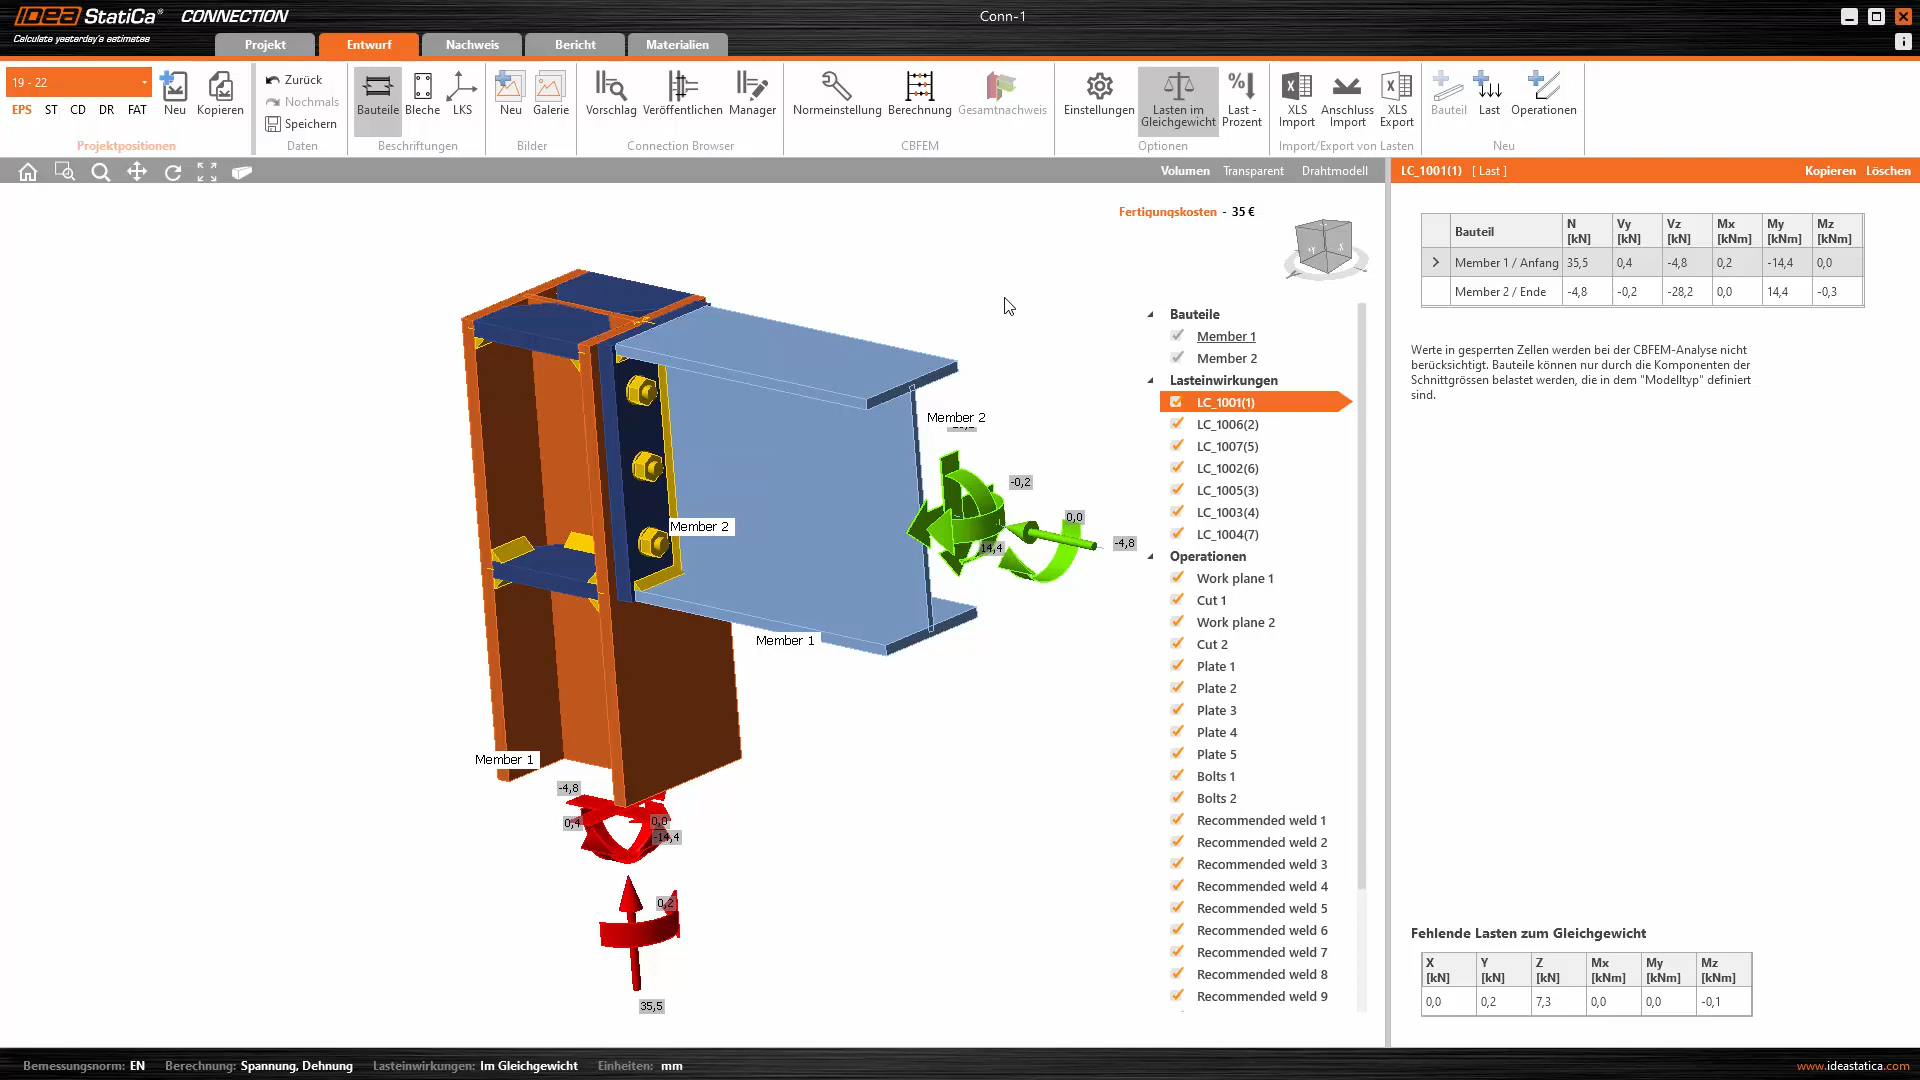 IDEA StatiCa® CONNECTION
Calculate yesterday's estimates
Conn-1
i
Projekt Entwurf Nachweis Bericht Materialien
19 - 22
EPS ST CD DR FAT
Neu Kopieren
Projektpositionen
Zurück
Nochmals
Speichern
Daten
Bauteile Bleche LKS
Beschriftungen
Neu Galerie
Bilder
Vorschlag Veröffentlichen Manager
Connection Browser
Normeinstellung Berechnung Gesamtnachweis
CBFEM
Einstellungen Lasten im Gleichgewicht Last - Prozent
Optionen
XLS Import Anschluss Import XLS Export
Import/Export von Lasten
Bauteil Last Operationen
Neu
Volumen Transparent Drahtmodell
Fertigungskosten - 35 €
Member 2
-0,2
0,0
-4,8
14,4
Member 2
Member 1
Member 1
-4,8
0,4
0,0
-14,4
0,2
35,5
Bauteile
Member 1
Member 2
Lasteinwirkungen
LC_1001(1)
LC_1006(2)
LC_1007(5)
LC_1002(6)
LC_1005(3)
LC_1003(4)
LC_1004(7)
Operationen
Work plane 1
Cut 1
Work plane 2
Cut 2
Plate 1
Plate 2
Plate 3
Plate 4
Plate 5
Bolts 1
Bolts 2
Recommended weld 1
Recommended weld 2
Recommended weld 3
Recommended weld 4
Recommended weld 5
Recommended weld 6
Recommended weld 7
Recommended weld 8
Recommended weld 9
LC_1001(1) [ Last ] Kopieren Löschen
Bauteil N [kN] Vy [kN] Vz [kN] Mx [kNm] My [kNm] Mz [kNm]
Member 1 / Anfang 35,5 0,4 -4,8 0,2 -14,4 0,0
Member 2 / Ende -4,8 -0,2 -28,2 0,0 14,4 -0,3
Werte in gesperrten Zellen werden bei der CBFEM-Analyse nicht
berücksichtigt. Bauteile können nur durch die Komponenten der
Schnittgrössen belastet werden, die in dem "Modelltyp" definiert
sind.
Fehlende Lasten zum Gleichgewicht
X [kN] Y [kN] Z [kN] Mx [kNm] My [kNm] Mz [kNm]
0,0 0,2 7,3 0,0 0,0 -0,1
Bemessungsnorm: EN Berechnung: Spannung, Dehnung Lasteinwirkungen: Im Gleichgewicht Einheiten: mm
www.ideastatica.com